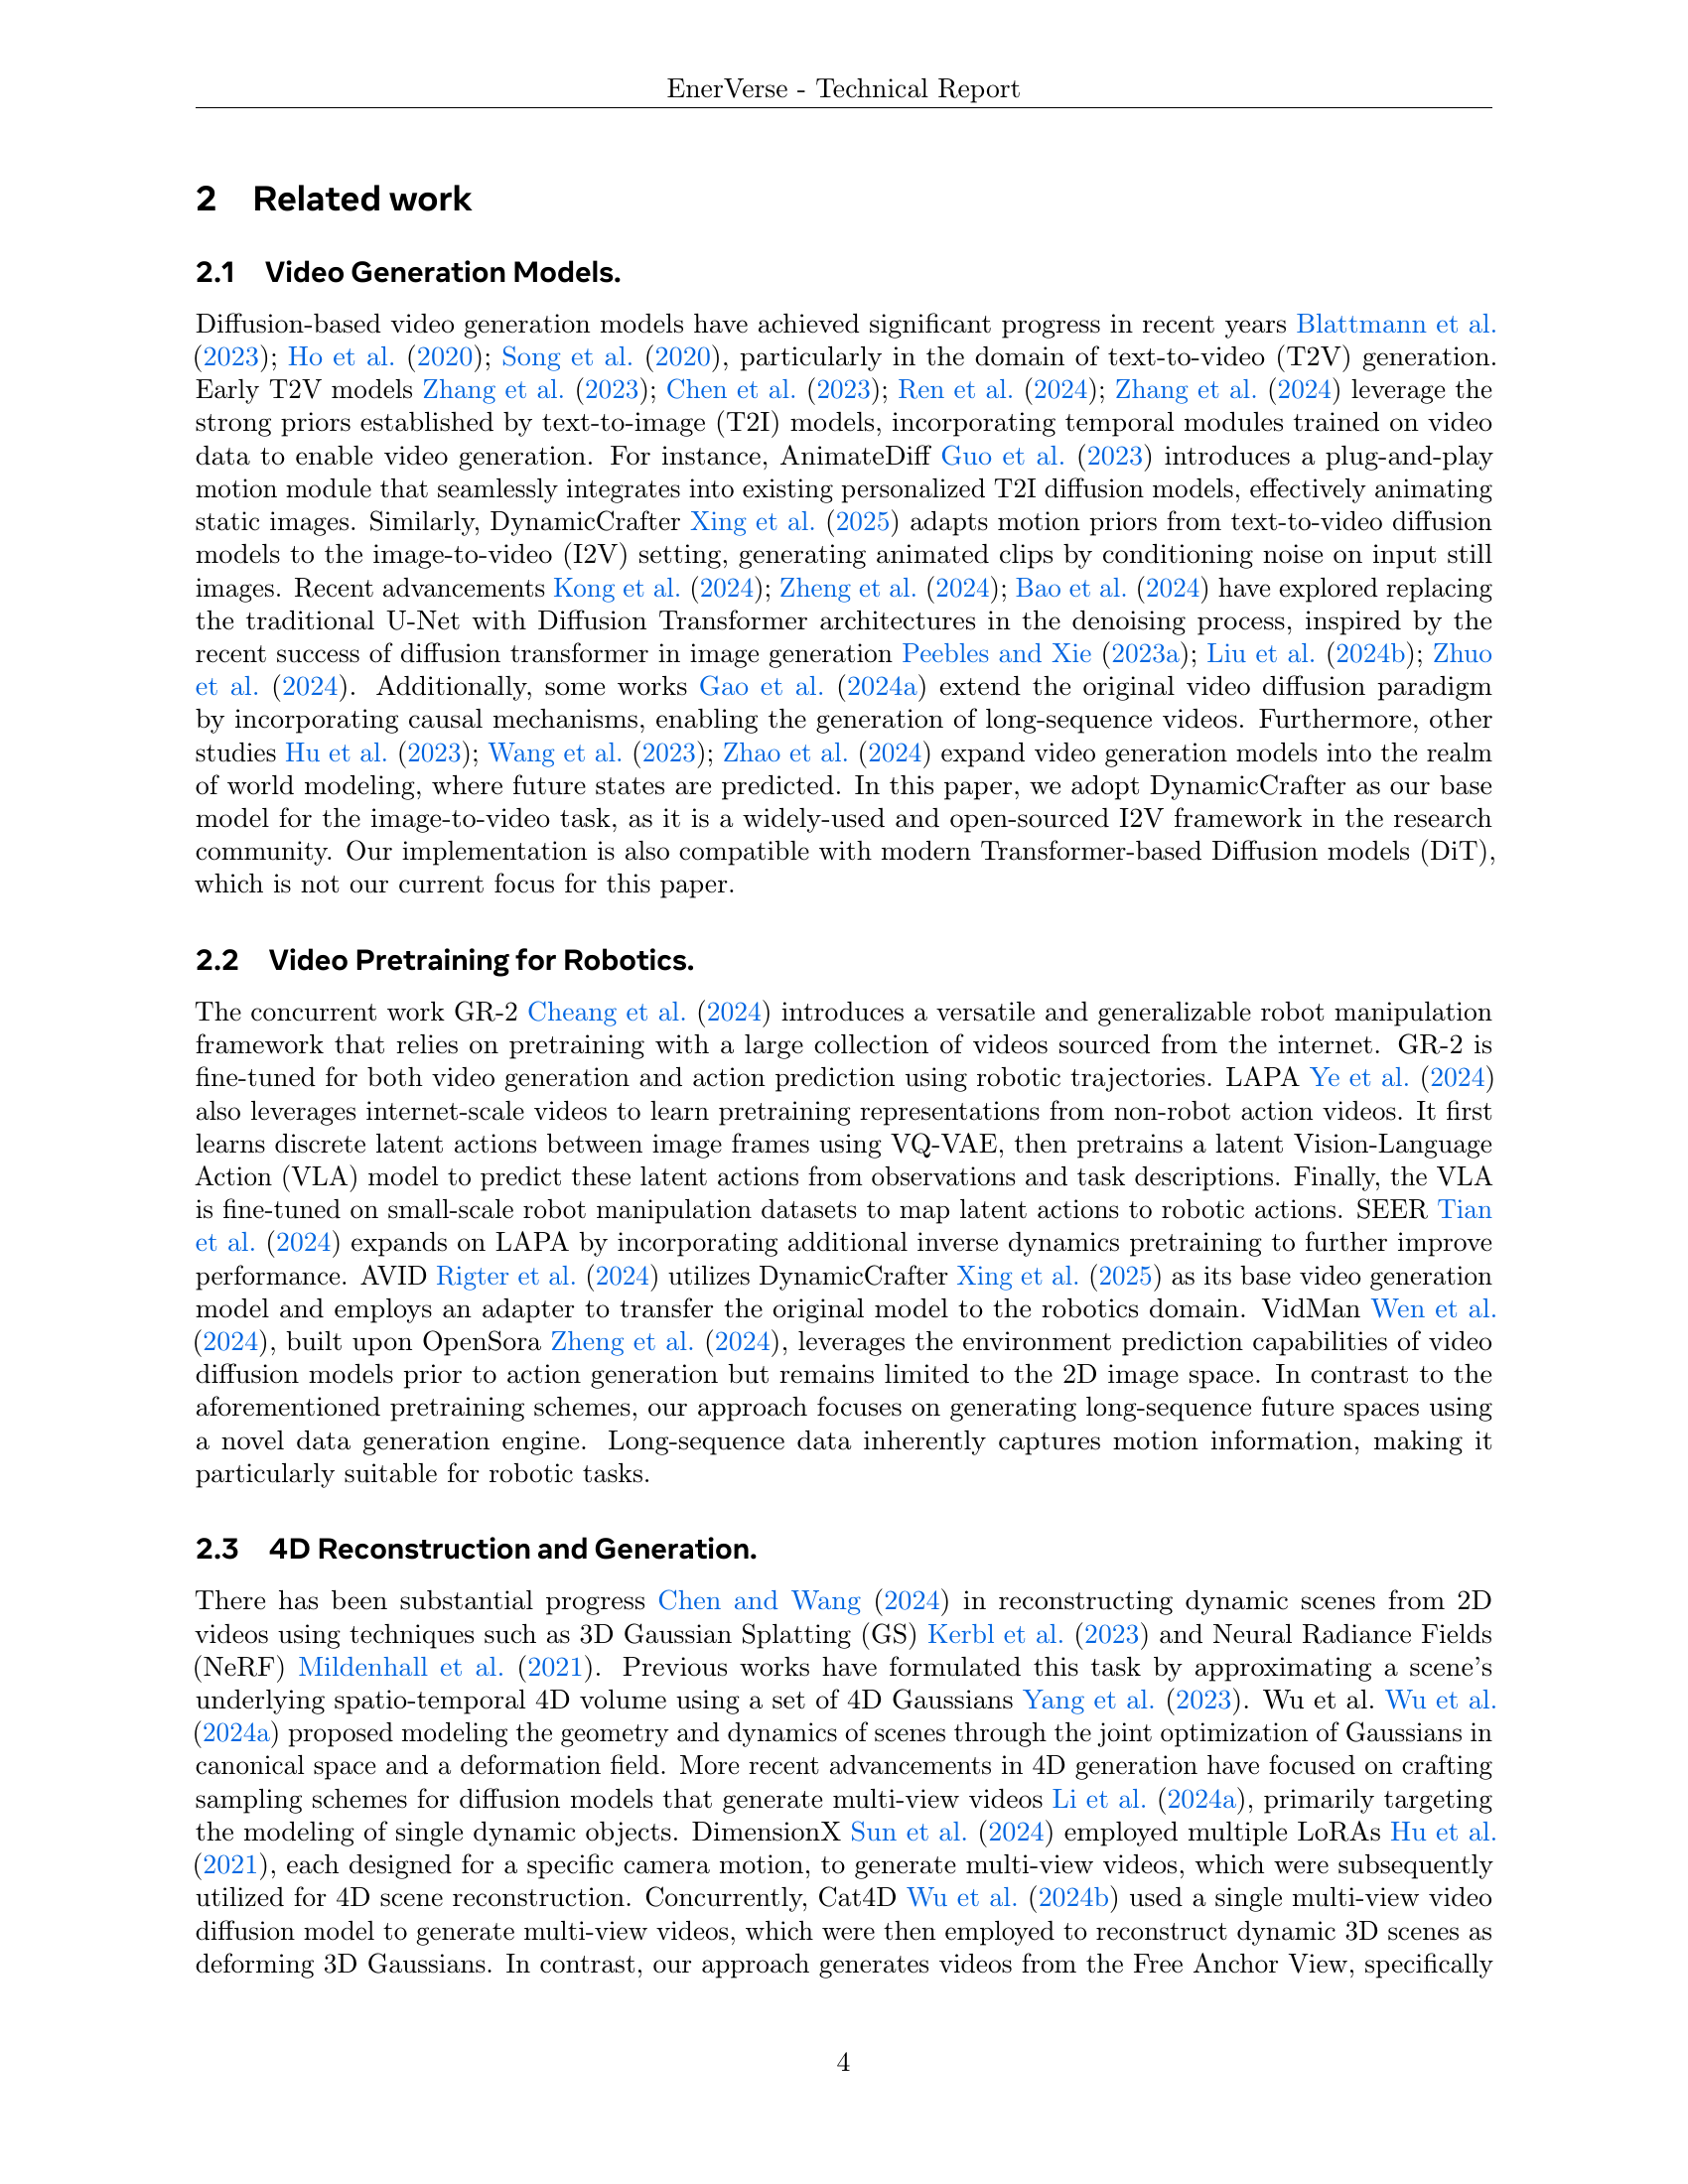 EnerVerse - Technical Report
2 Related work
2.1 Video Generation Models.
Diffusion-based video generation models have achieved significant progress in recent years Blattmann et al.
(2023); Ho et al. (2020); Song et al. (2020), particularly in the domain of text-to-video (T2V) generation.
Early T2V models Zhang et al. (2023); Chen et al. (2023); Ren et al. (2024); Zhang et al. (2024) leverage the
strong priors established by text-to-image (T2I) models, incorporating temporal modules trained on video
data to enable video generation. For instance, AnimateDiff Guo et al. (2023) introduces a plug-and-play
motion module that seamlessly integrates into existing personalized T2I diffusion models, effectively animating
static images. Similarly, DynamicCrafter Xing et al. (2025) adapts motion priors from text-to-video diffusion
models to the image-to-video (I2V) setting, generating animated clips by conditioning noise on input still
images. Recent advancements Kong et al. (2024); Zheng et al. (2024); Bao et al. (2024) have explored replacing
the traditional U-Net with Diffusion Transformer architectures in the denoising process, inspired by the
recent success of diffusion transformer in image generation Peebles and Xie (2023a); Liu et al. (2024b); Zhuo
et al. (2024). Additionally, some works Gao et al. (2024a) extend the original video diffusion paradigm
by incorporating causal mechanisms, enabling the generation of long-sequence videos. Furthermore, other
studies Hu et al. (2023); Wang et al. (2023); Zhao et al. (2024) expand video generation models into the realm
of world modeling, where future states are predicted. In this paper, we adopt DynamicCrafter as our base
model for the image-to-video task, as it is a widely-used and open-sourced I2V framework in the research
community. Our implementation is also compatible with modern Transformer-based Diffusion models (DiT),
which is not our current focus for this paper.
2.2 Video Pretraining for Robotics.
The concurrent work GR-2 Cheang et al. (2024) introduces a versatile and generalizable robot manipulation
framework that relies on pretraining with a large collection of videos sourced from the internet. GR-2 is
fine-tuned for both video generation and action prediction using robotic trajectories. LAPA Ye et al. (2024)
also leverages internet-scale videos to learn pretraining representations from non-robot action videos. It first
learns discrete latent actions between image frames using VQ-VAE, then pretrains a latent Vision-Language
Action (VLA) model to predict these latent actions from observations and task descriptions. Finally, the VLA
is fine-tuned on small-scale robot manipulation datasets to map latent actions to robotic actions. SEER Tian
et al. (2024) expands on LAPA by incorporating additional inverse dynamics pretraining to further improve
performance. AVID Rigter et al. (2024) utilizes DynamicCrafter Xing et al. (2025) as its base video generation
model and employs an adapter to transfer the original model to the robotics domain. VidMan Wen et al.
(2024), built upon OpenSora Zheng et al. (2024), leverages the environment prediction capabilities of video
diffusion models prior to action generation but remains limited to the 2D image space. In contrast to the
aforementioned pretraining schemes, our approach focuses on generating long-sequence future spaces using
a novel data generation engine. Long-sequence data inherently captures motion information, making it
particularly suitable for robotic tasks.
2.3 4D Reconstruction and Generation.
There has been substantial progress Chen and Wang (2024) in reconstructing dynamic scenes from 2D
videos using techniques such as 3D Gaussian Splatting (GS) Kerbl et al. (2023) and Neural Radiance Fields
(NeRF) Mildenhall et al. (2021). Previous works have formulated this task by approximating a scene's
underlying spatio-temporal 4D volume using a set of 4D Gaussians Yang et al. (2023). Wu et al. Wu et al.
(2024a) proposed modeling the geometry and dynamics of scenes through the joint optimization of Gaussians in
canonical space and a deformation field. More recent advancements in 4D generation have focused on crafting
sampling schemes for diffusion models that generate multi-view videos Li et al. (2024a), primarily targeting
the modeling of single dynamic objects. DimensionX Sun et al. (2024) employed multiple LoRAs Hu et al.
(2021), each designed for a specific camera motion, to generate multi-view videos, which were subsequently
utilized for 4D scene reconstruction. Concurrently, Cat4D Wu et al. (2024b) used a single multi-view video
diffusion model to generate multi-view videos, which were then employed to reconstruct dynamic 3D scenes as
deforming 3D Gaussians. In contrast, our approach generates videos from the Free Anchor View, specifically
4